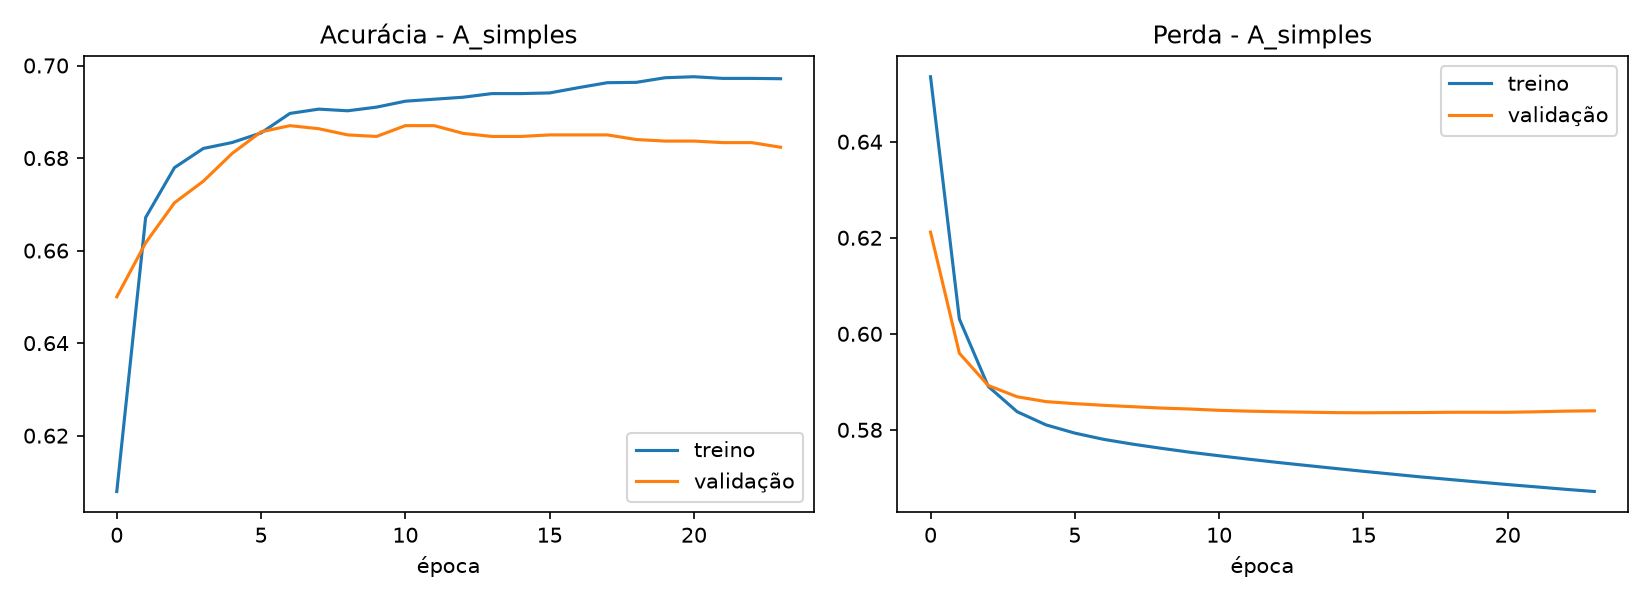 Acurácia - A_simples
0.70
0.68
0.66
0.64
0.62
treino
validação
0 5 10 15 20
época
Perda - A_simples
treino
validação
0.64
0.62
0.60
0.58
0 5 10 15 20
época